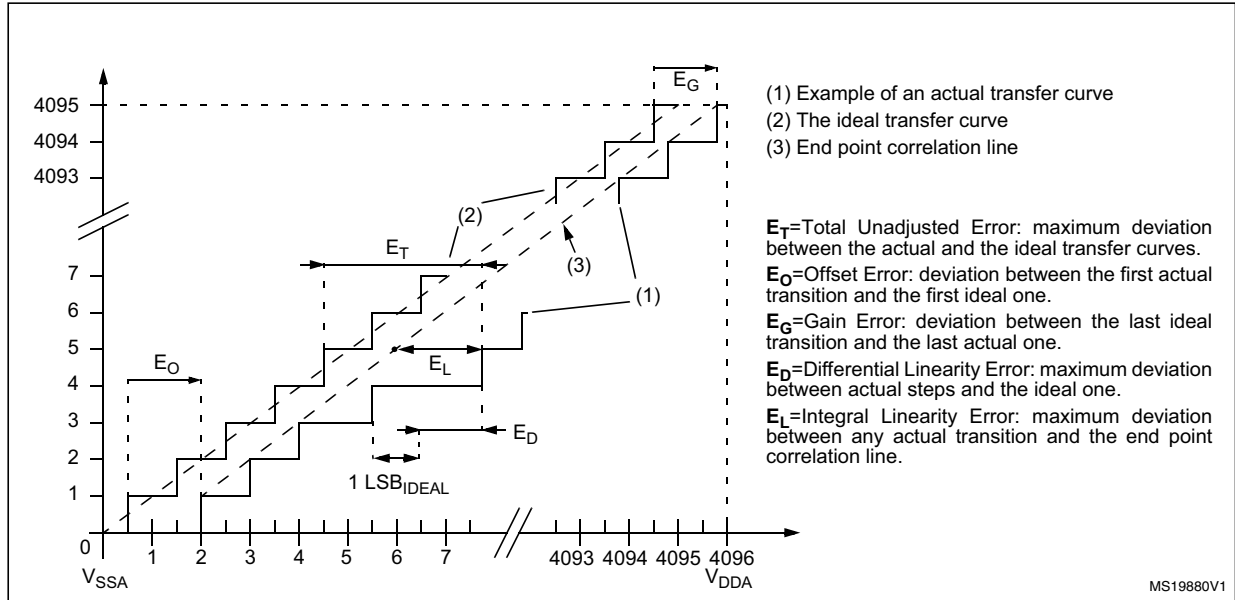 E_G
4095
4094
4093
(1) Example of an actual transfer curve
(2) The ideal transfer curve
(3) End point correlation line
(2)
(3)
(1)
E_T=Total Unadjusted Error: maximum deviation
between the actual and the ideal transfer curves.
E_O=Offset Error: deviation between the first actual
transition and the first ideal one.
E_G=Gain Error: deviation between the last ideal
transition and the last actual one.
E_D=Differential Linearity Error: maximum deviation
between actual steps and the ideal one.
E_L=Integral Linearity Error: maximum deviation
between any actual transition and the end point
correlation line.
E_T
7
6
5
4
3
2
1
0
E_O
E_L
E_D
1 LSB_IDEAL
1 2 3 4 5 6 7 4093 4094 4095 4096
V_SSA
V_DDA
MS19880V1